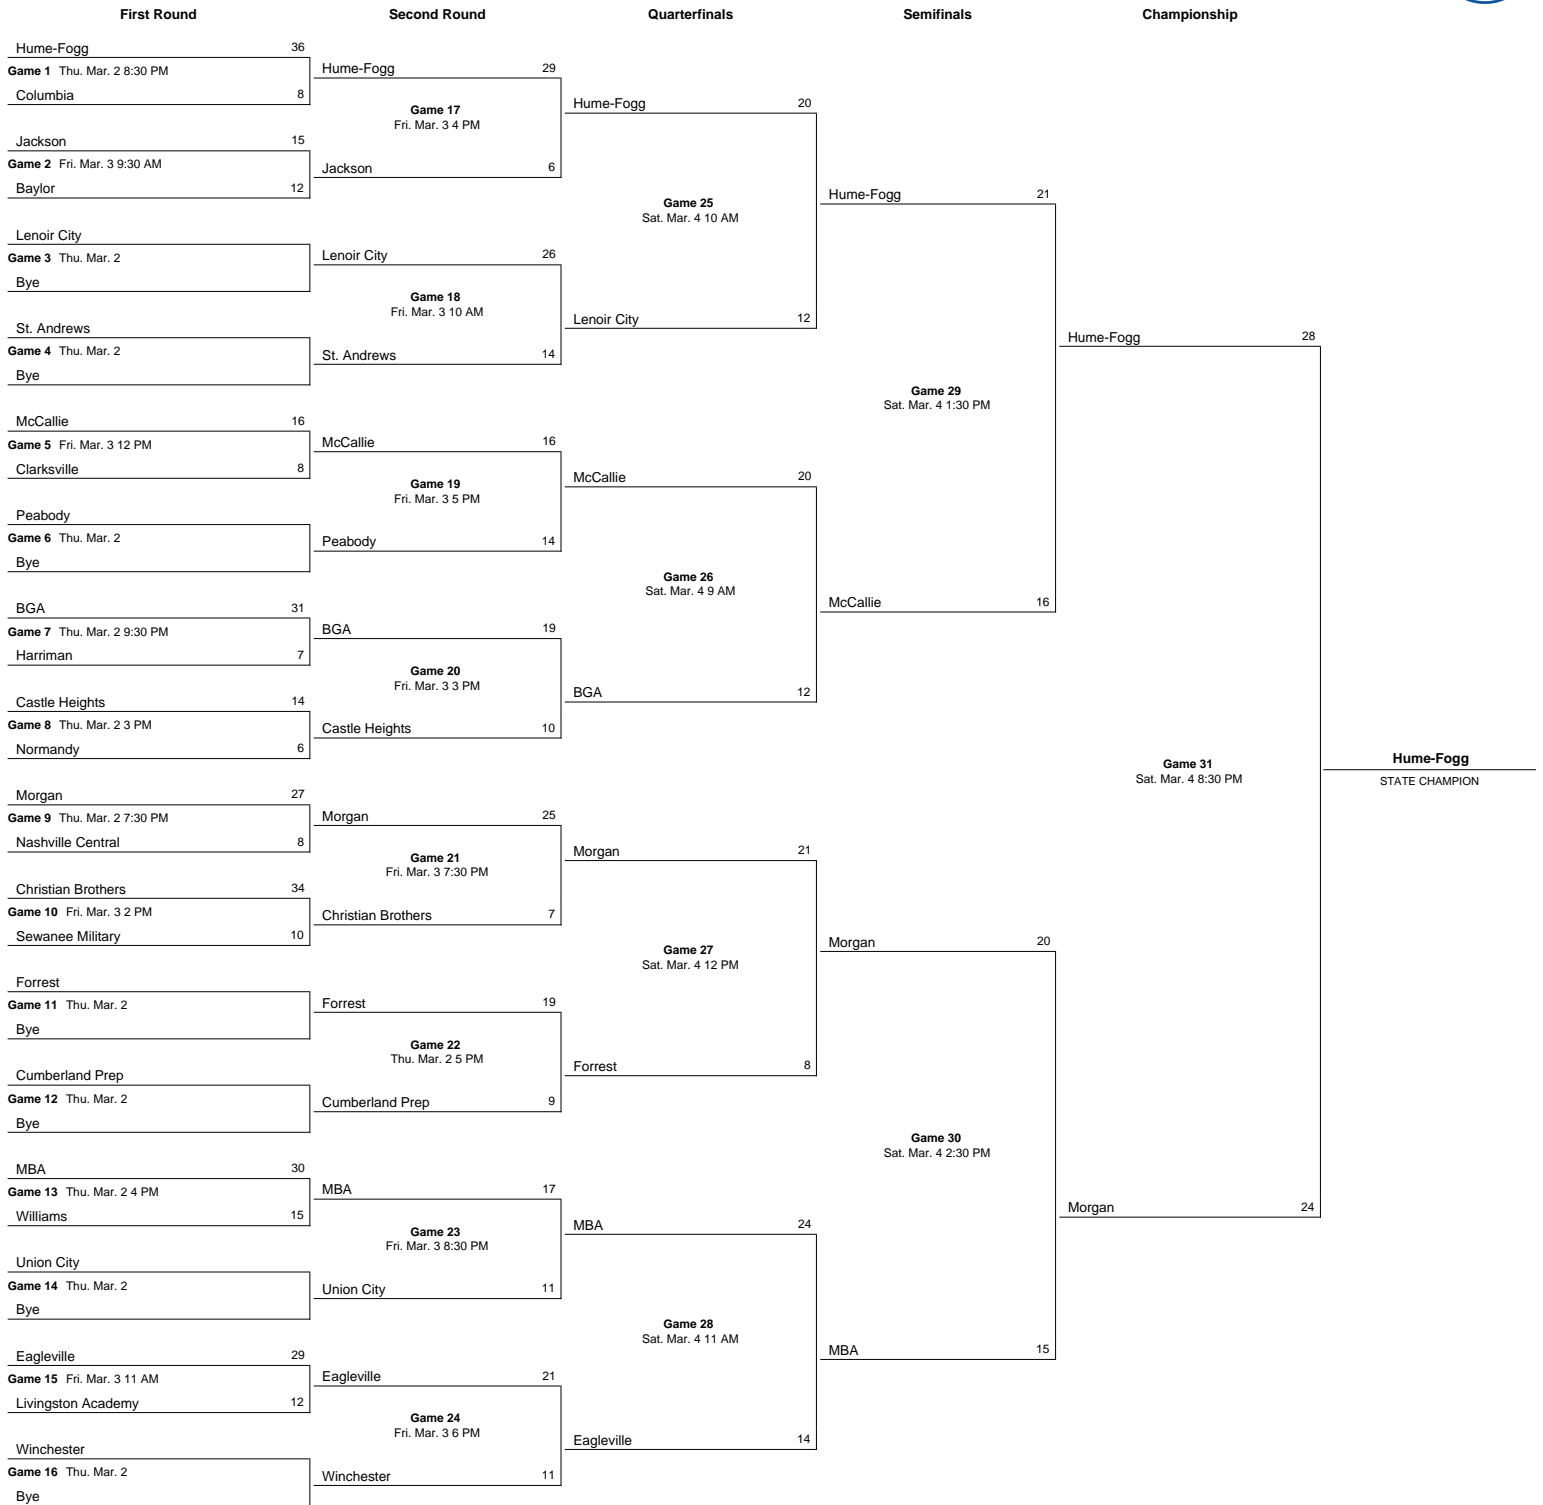 First Round
Second Round
Quarterfinals
Semifinals
Championship
Hume-Fogg 36
Game 1 Thu. Mar. 2 8:30 PM
Columbia 8
Jackson 15
Game 2 Fri. Mar. 3 9:30 AM
Baylor 12
Lenoir City
Game 3 Thu. Mar. 2
Bye
St. Andrews
Game 4 Thu. Mar. 2
Bye
McCallie 16
Game 5 Fri. Mar. 3 12 PM
Clarksville 8
Peabody
Game 6 Thu. Mar. 2
Bye
BGA 31
Game 7 Thu. Mar. 2 9:30 PM
Harriman 7
Castle Heights 14
Game 8 Thu. Mar. 2 3 PM
Normandy 6
Morgan 27
Game 9 Thu. Mar. 2 7:30 PM
Nashville Central 8
Christian Brothers 34
Game 10 Fri. Mar. 3 2 PM
Sewanee Military 10
Forrest
Game 11 Thu. Mar. 2
Bye
Cumberland Prep
Game 12 Thu. Mar. 2
Bye
MBA 30
Game 13 Thu. Mar. 2 4 PM
Williams 15
Union City
Game 14 Thu. Mar. 2
Bye
Eagleville 29
Game 15 Fri. Mar. 3 11 AM
Livingston Academy 12
Winchester
Game 16 Thu. Mar. 2
Bye
Hume-Fogg 29
Game 17
Fri. Mar. 3 4 PM
Jackson 6
Lenoir City 26
Game 18
Fri. Mar. 3 10 AM
St. Andrews 14
McCallie 16
Game 19
Fri. Mar. 3 5 PM
Peabody 14
BGA 19
Game 20
Fri. Mar. 3 3 PM
Castle Heights 10
Morgan 25
Game 21
Fri. Mar. 3 7:30 PM
Christian Brothers 7
Forrest 19
Game 22
Thu. Mar. 2 5 PM
Cumberland Prep 9
MBA 17
Game 23
Fri. Mar. 3 8:30 PM
Union City 11
Eagleville 21
Game 24
Fri. Mar. 3 6 PM
Winchester 11
Hume-Fogg 20
Game 25
Sat. Mar. 4 10 AM
Lenoir City 12
McCallie 20
Game 26
Sat. Mar. 4 9 AM
BGA 12
Morgan 21
Game 27
Sat. Mar. 4 12 PM
Forrest 8
MBA 24
Game 28
Sat. Mar. 4 11 AM
Eagleville 14
Hume-Fogg 21
Game 29
Sat. Mar. 4 1:30 PM
McCallie 16
Morgan 20
Game 30
Sat. Mar. 4 2:30 PM
MBA 15
Hume-Fogg 28
Game 31
Sat. Mar. 4 8:30 PM
Morgan 24
Hume-Fogg
STATE CHAMPION